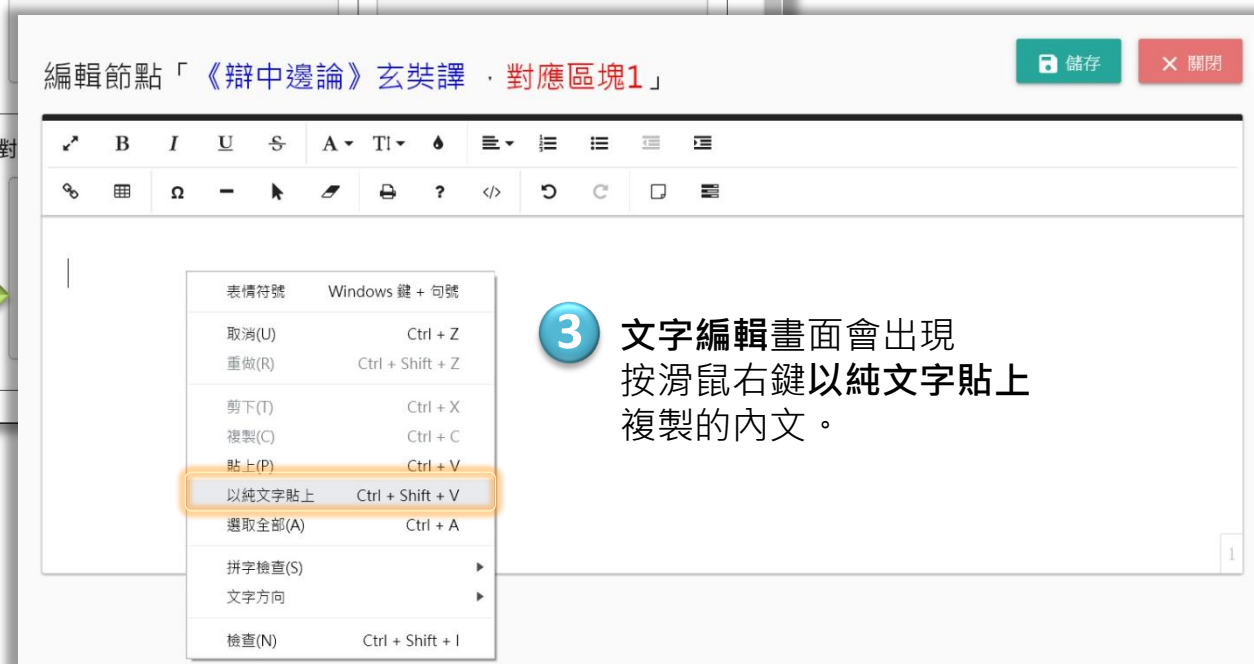 編輯節點「《辯中邊論》玄奘譯 ．對應區塊1」
儲存
× 關閉
對
B I U S A T! 
Ω ? </>
表情符號 Windows 鍵 + 句號
取消(U) Ctrl + Z
重做(R) Ctrl + Shift + Z
剪下(T) Ctrl + X
複製(C) Ctrl + C
貼上(P) Ctrl + V
以純文字貼上 Ctrl + Shift + V
選取全部(A) Ctrl + A
拼字檢查(S)
文字方向
檢查(N) Ctrl + Shift + I
3
文字編輯畫面會出現
按滑鼠右鍵以純文字貼上
複製的內文。
1